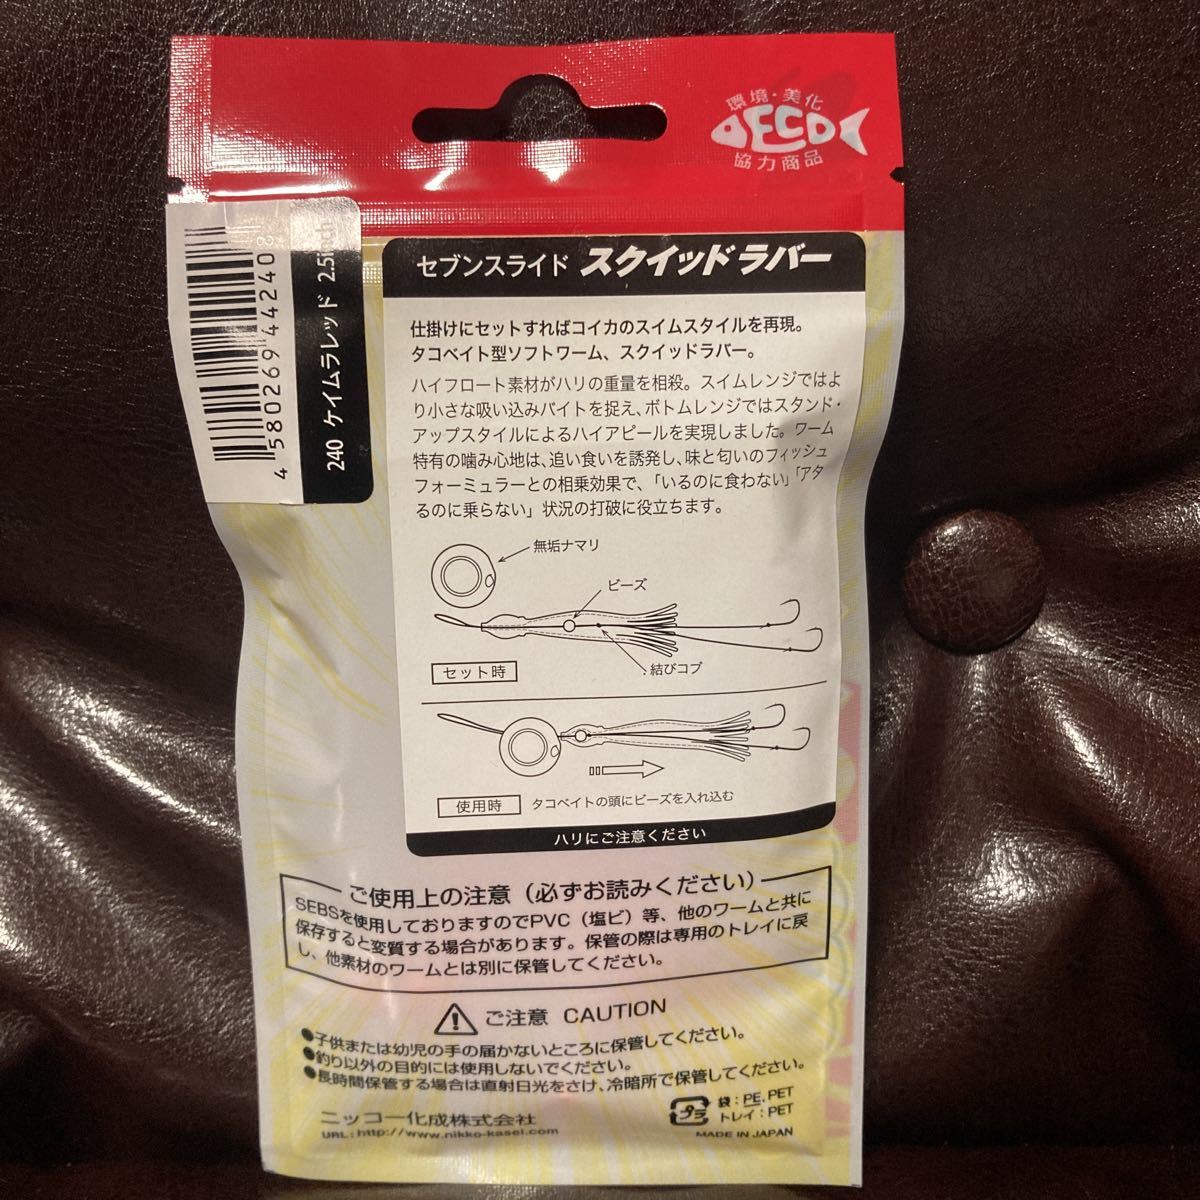 環境・美化
ECO
協力商品
240 ケイムラレッド 2.5inch
4 580269 442402
セブンスライド スクイッドラバー
仕掛けにセットすればコイカのスイムスタイルを再現。
タコベイト型ソフトワーム、スクイッドラバー。
ハイフロート素材がハリの重量を相殺。スイムレンジではよ
り小さな吸い込みバイトを捉え、ボトムレンジではスタンド・
アップスタイルによるハイアピールを実現しました。ワーム
特有の噛み心地は、追い食いを誘発し、味と匂いのフィッシュ
フォーミュラーとの相乗効果で、「いるのに食わない」「アタ
るのに乗らない」状況の打破に役立ちます。
無垢ナマリ
ビーズ
結びコブ
セット時
使用時
タコベイトの頭にビーズを入れ込む
ハリにご注意ください
ご使用上の注意（必ずお読みください）
SEBSを使用しておりますのでPVC（塩ビ）等、他のワームと共に
保存すると変質する場合があります。保管の際は専用のトレイに戻
し、他素材のワームとは別に保管してください。
ご注意 CAUTION
●子供または幼児の手の届かないところに保管してください。
●釣り以外の目的には使用しないでください。
●長時間保管する場合は直射日光をさけ、冷暗所で保管してください。
ニッコー化成株式会社
URL：http://www.nikko-kasei.com
プラ
袋：PE, PET
トレイ：PET
MADE IN JAPAN